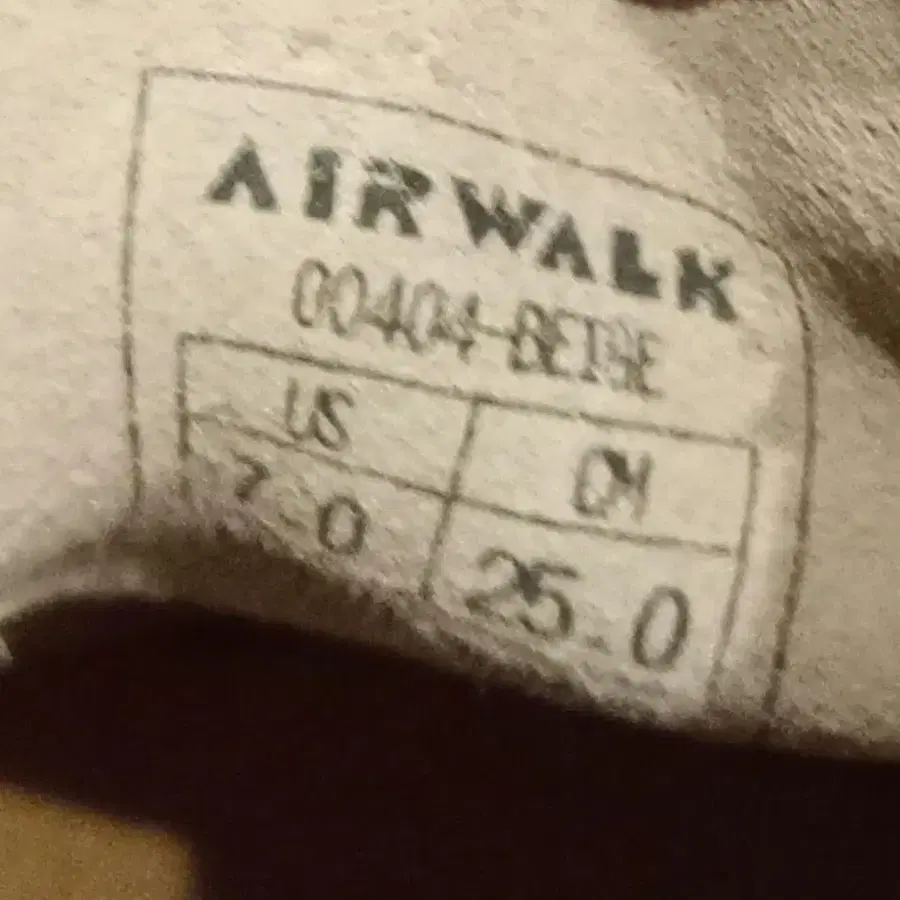 AIRWALK
00404-BEIGE
US CM
7.0 25.0